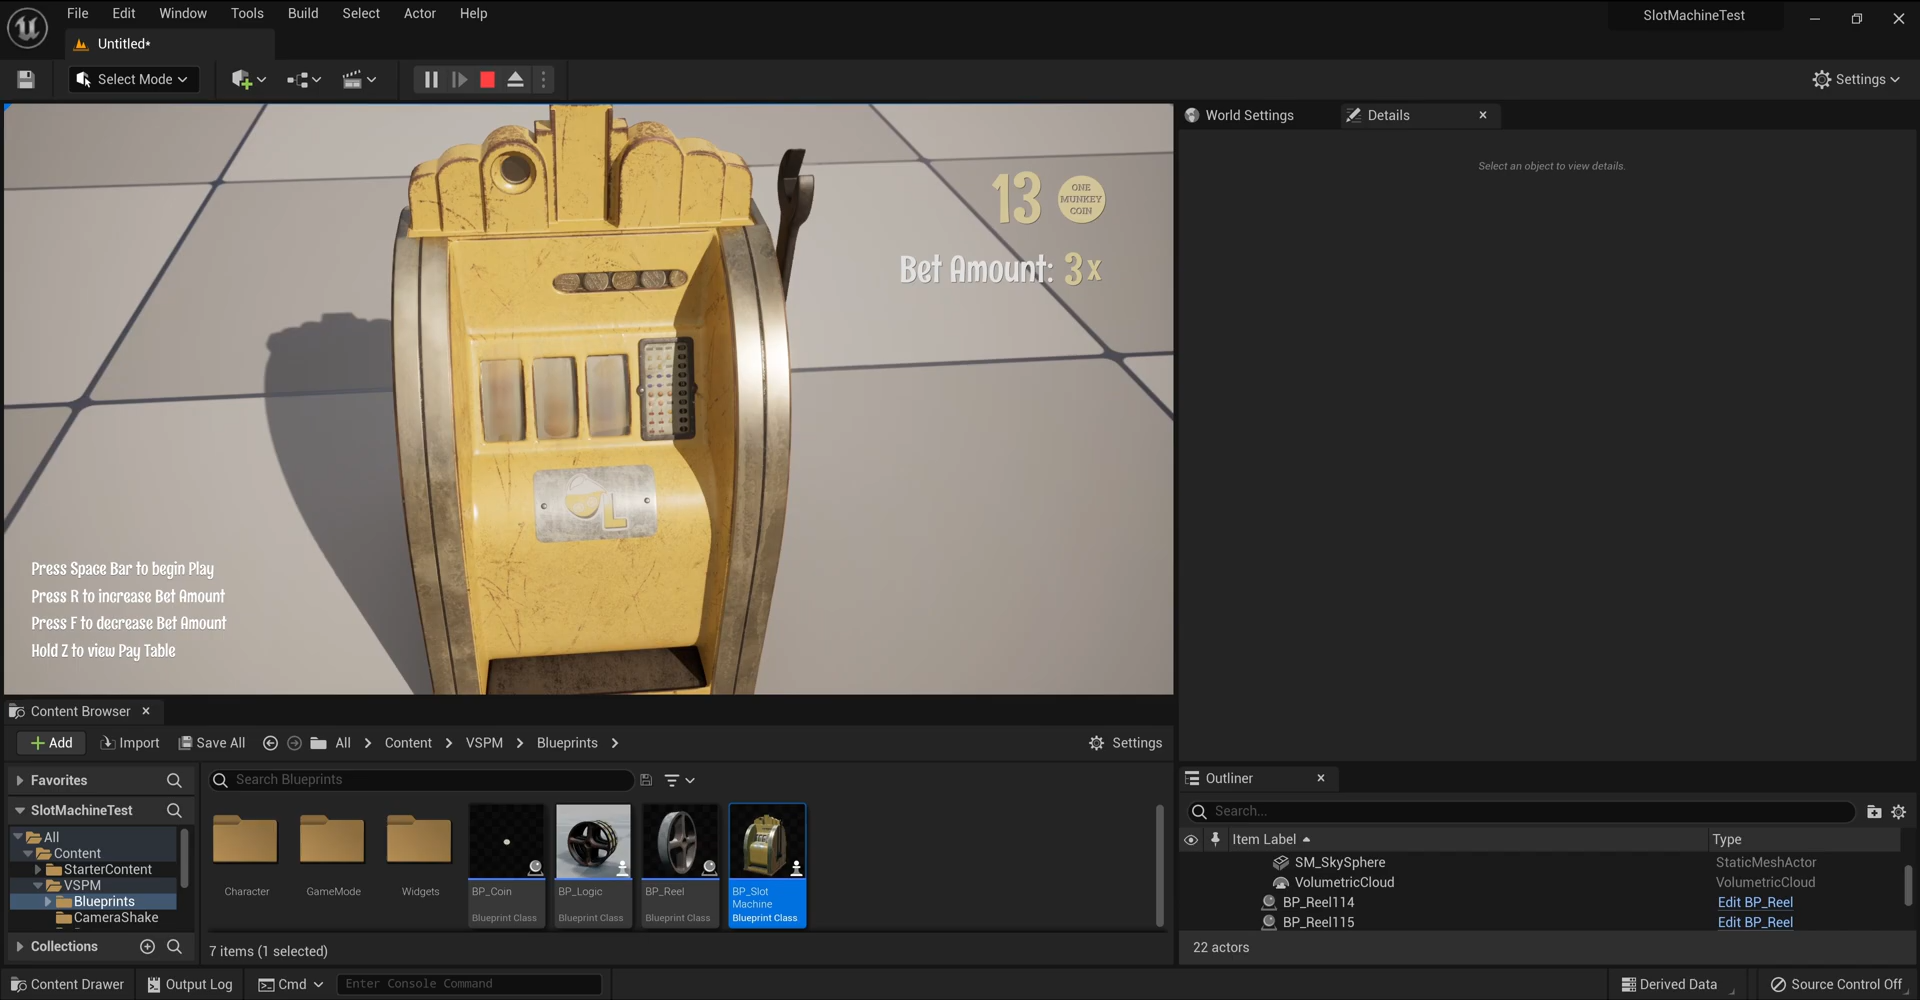 File Edit Window Tools Build Select Actor Help
SlotMachineTest
Untitled*
Select Mode
Settings
World Settings
Details
Select an object to view details.
13
ONE
MUNKEY
COIN
Bet Amount: 3x
Press Space Bar to begin Play
Press R to increase Bet Amount
Press F to decrease Bet Amount
Hold Z to view Pay Table
L
Content Browser
Add Import Save All All Content VSPM Blueprints Settings
Favorites
Search Blueprints
SlotMachineTest
All
Content
StarterContent
VSPM
Blueprints
CameraShake
Collections
Character GameMode Widgets
BP_Coin
Blueprint Class
BP_Logic
Blueprint Class
BP_Reel
Blueprint Class
BP_Slot
Machine
Blueprint Class
7 items (1 selected)
Outliner
Search...
Item Label Type
SM_SkySphere StaticMeshActor
VolumetricCloud VolumetricCloud
BP_Reel114 Edit BP_Reel
BP_Reel115 Edit BP_Reel
22 actors
Content Drawer Output Log Cmd Enter Console Command Derived Data Source Control Off